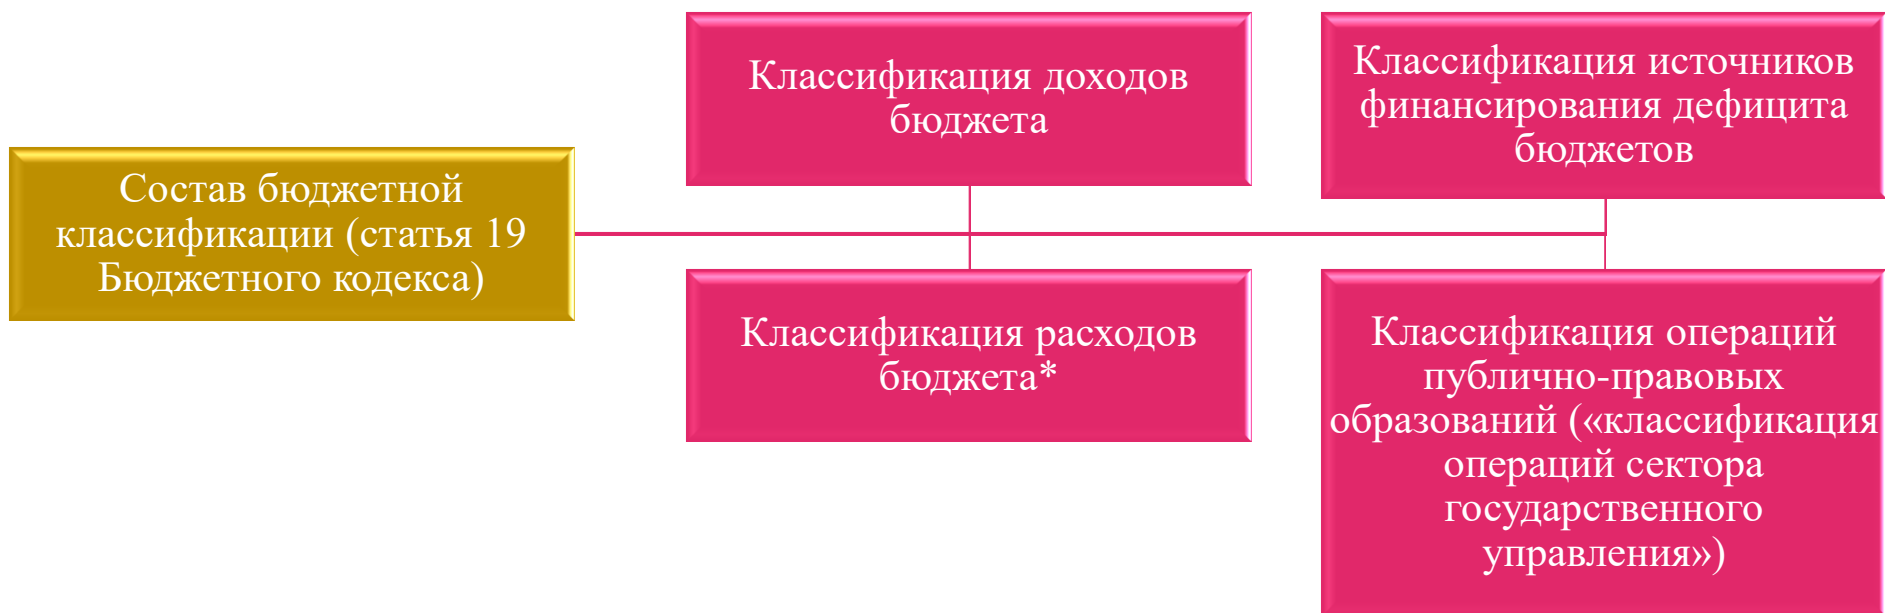 Состав бюджетной
классификации (статья 19
Бюджетного кодекса)
Классификация доходов
бюджета
Классификация источников
финансирования дефицита
бюджетов
Классификация расходов
бюджета*
Классификация операций
публично-правовых
образований («классификация
операций сектора
государственного
управления»)